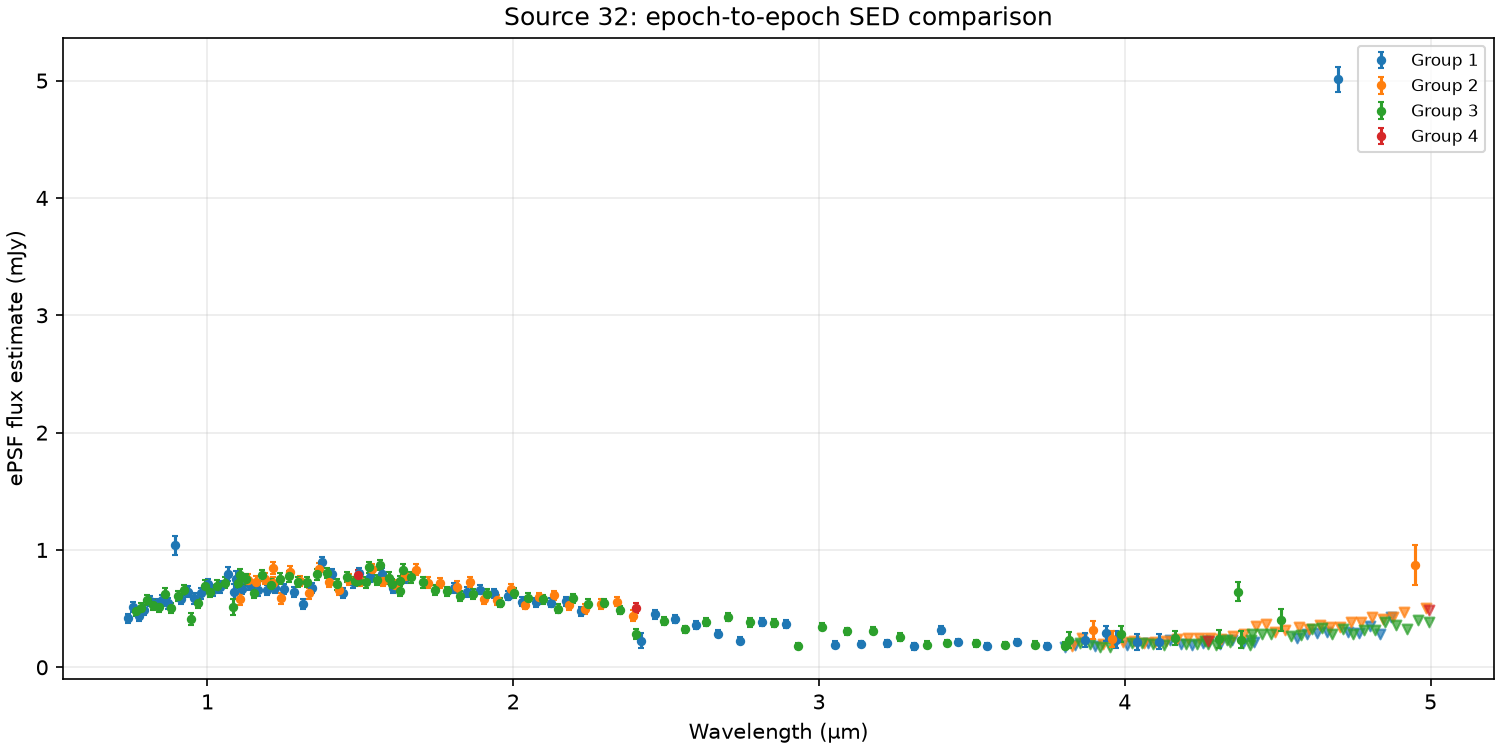 Source 32: epoch-to-epoch SED comparison
ePSF flux estimate (mJy)
5
4
3
2
1
0
Group 1
Group 2
Group 3
Group 4
1 2 3 4 5
Wavelength (μm)